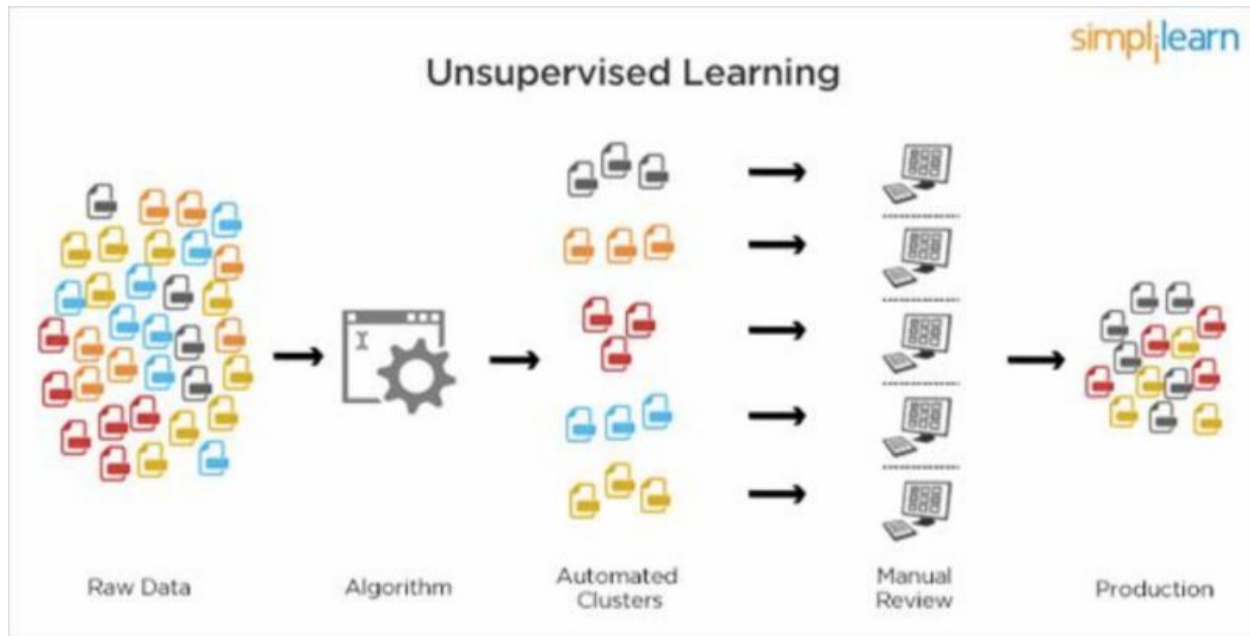 simplilearn
Unsupervised Learning
Raw Data
Algorithm
Automated
Clusters
Manual
Review
Production